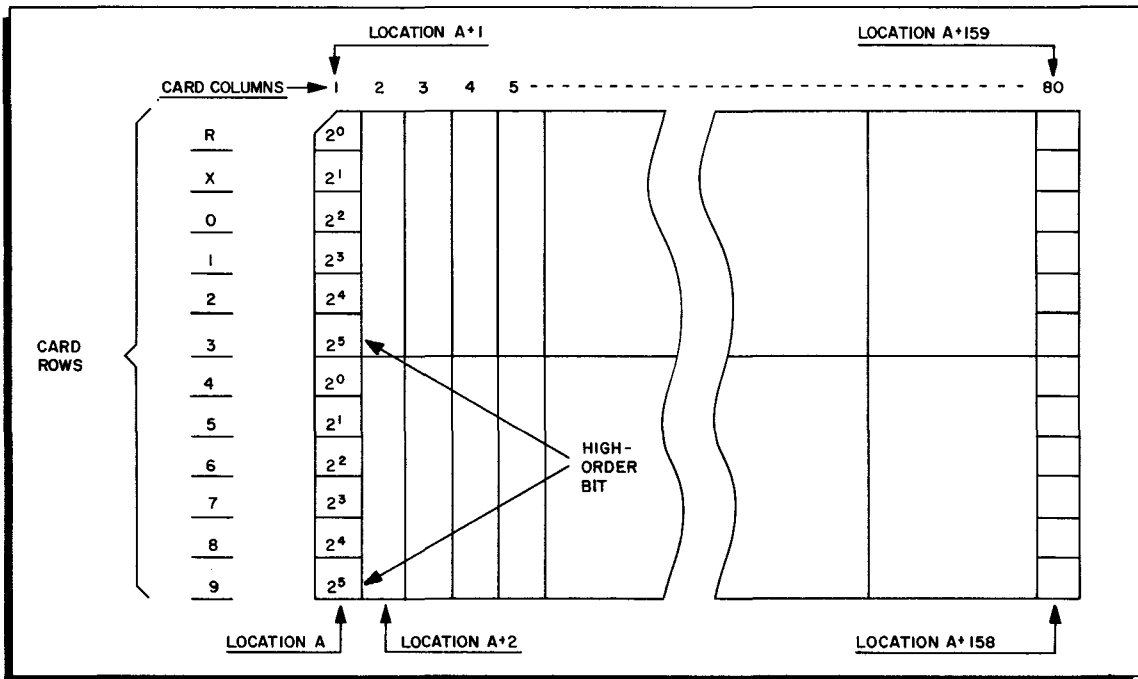 LOCATION A+1 LOCATION A+159
CARD COLUMNS 1 2 3 4 5 80
R 2⁰
X 2¹
0 2²
1 2³
2 2⁴
3 2⁵
CARD
ROWS
4 2⁰
5 2¹
6 2²
7 2³
8 2⁴
9 2⁵
HIGH-
ORDER
BIT
LOCATION A LOCATION A+2 LOCATION A+158